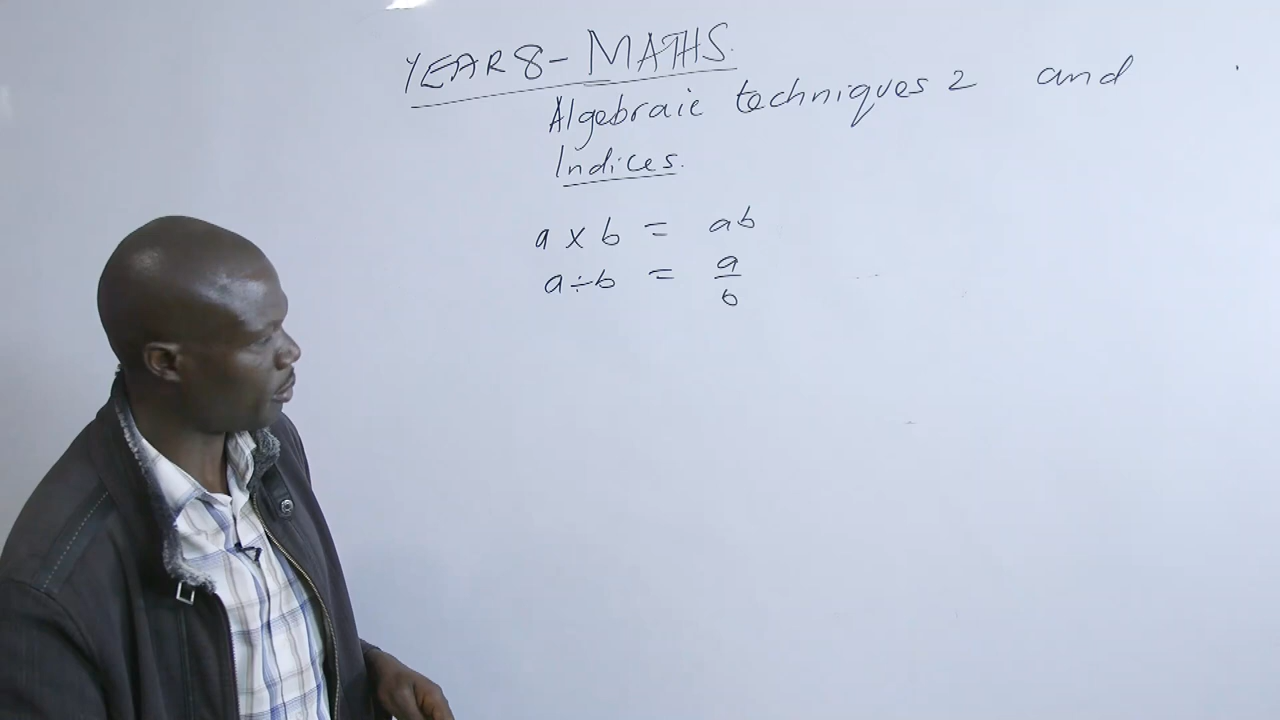 YEAR 8 - MATHS.
Algebraic techniques 2 and
Indices.
a × b = ab
a ÷ b = a/b